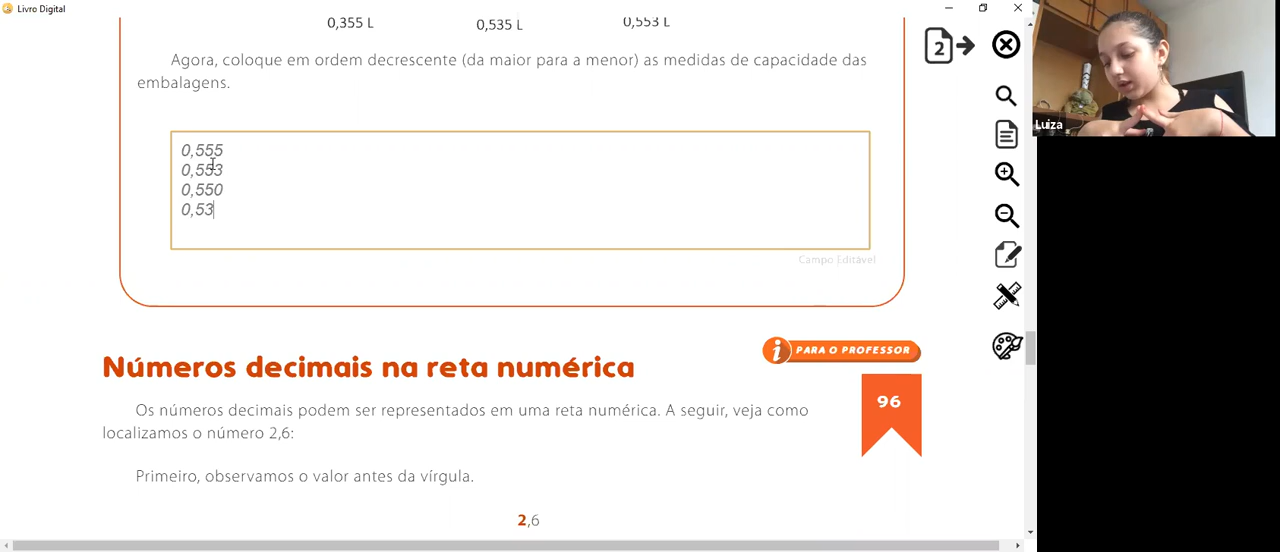 Livro Digital
0,355 L
0,535 L
0,553 L
2
Agora, coloque em ordem decrescente (da maior para a menor) as medidas de capacidade das
embalagens.
Luiza
0,555
0,553
0,550
0,53
Campo Editável
i PARA O PROFESSOR
Números decimais na reta numérica
96
Os números decimais podem ser representados em uma reta numérica. A seguir, veja como
localizamos o número 2,6:
Primeiro, observamos o valor antes da vírgula.
2,6